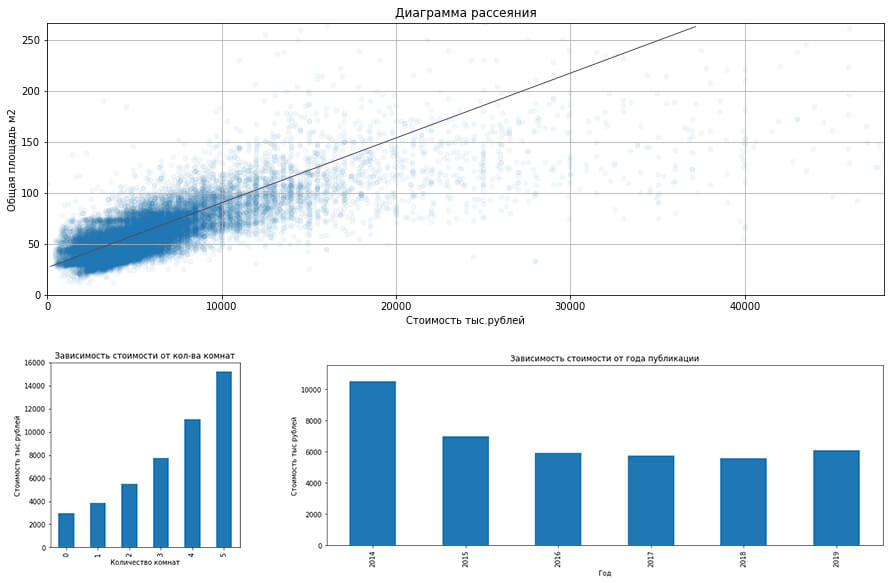 Диаграмма рассеяния
250
200
150
100
50
0
Общая площадь м2
0 10000 20000 30000 40000
Стоимость тыс.рублей
Зависимость стоимости от кол-ва комнат
16000
14000
12000
10000
8000
6000
4000
2000
0
Стоимость тыс.рублей
0 1 2 3 4 5
Количество комнат
Зависимость стоимости от года публикации
10000
8000
6000
4000
2000
0
Стоимость тыс.рублей
2014 2015 2016 2017 2018 2019
Год